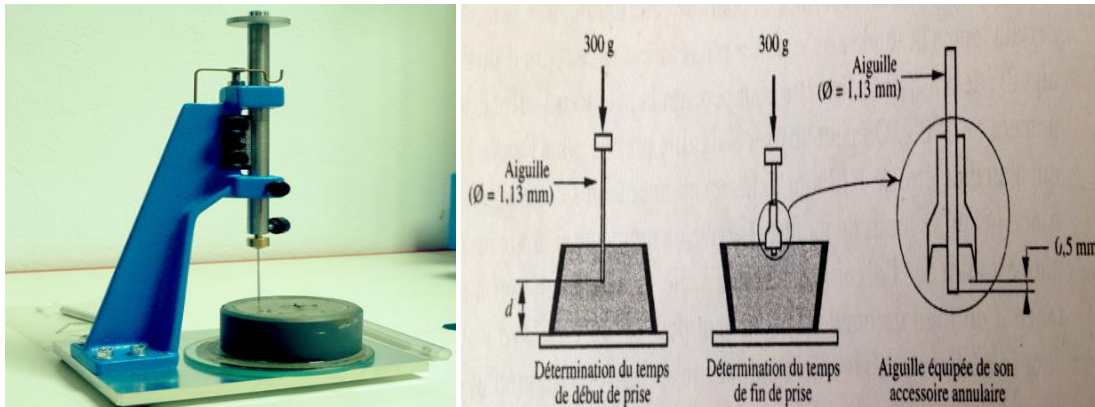 300 g
300 g
Aiguille
(Ø = 1,13 mm)
Aiguille
(Ø = 1,13 mm)
d
0,5 mm
Détermination du temps
de début de prise
Détermination du temps
de fin de prise
Aiguille équipée de son
accessoire annulaire